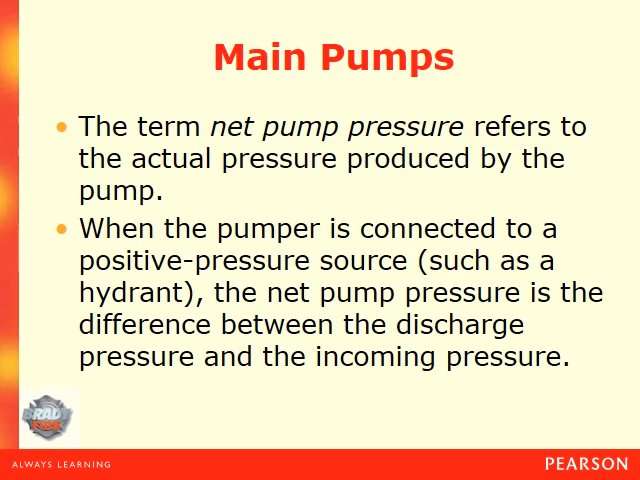 Main Pumps
• The term net pump pressure refers to
the actual pressure produced by the
pump.
• When the pumper is connected to a
positive-pressure source (such as a
hydrant), the net pump pressure is the
difference between the discharge
pressure and the incoming pressure.
BRADY
FIRE
ALWAYS LEARNING
PEARSON